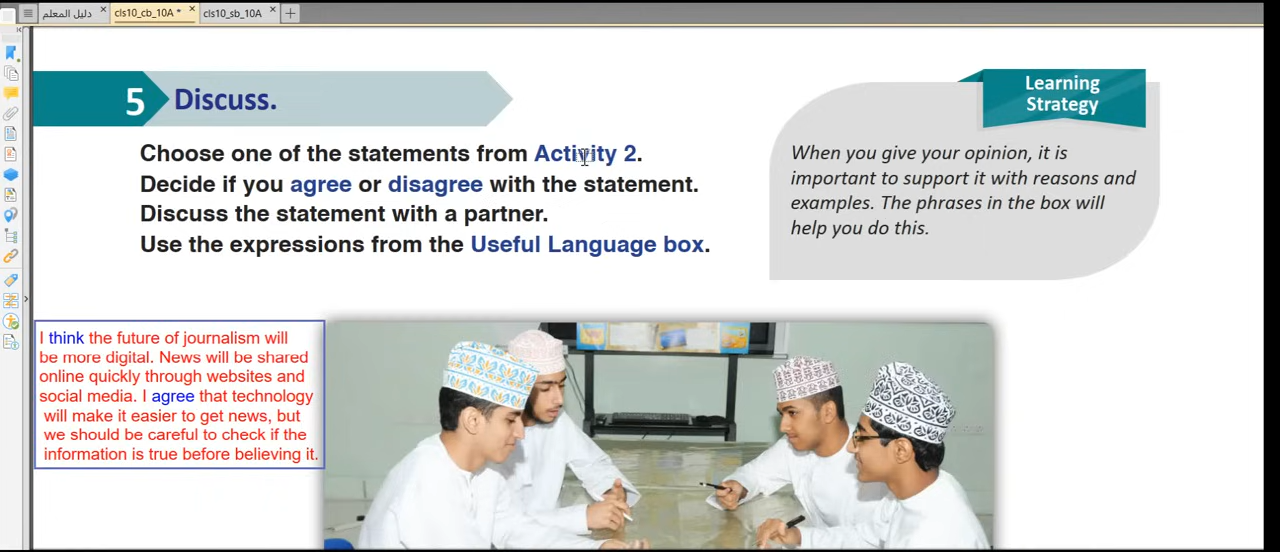 دليل المعلم
cls10_cb_10A *
cls10_sb_10A
5 Discuss.
Choose one of the statements from Activity 2.
Decide if you agree or disagree with the statement.
Discuss the statement with a partner.
Use the expressions from the Useful Language box.
Learning
Strategy
When you give your opinion, it is
important to support it with reasons and
examples. The phrases in the box will
help you do this.
I think the future of journalism will
be more digital. News will be shared
online quickly through websites and
social media. I agree that technology
will make it easier to get news, but
we should be careful to check if the
information is true before believing it.